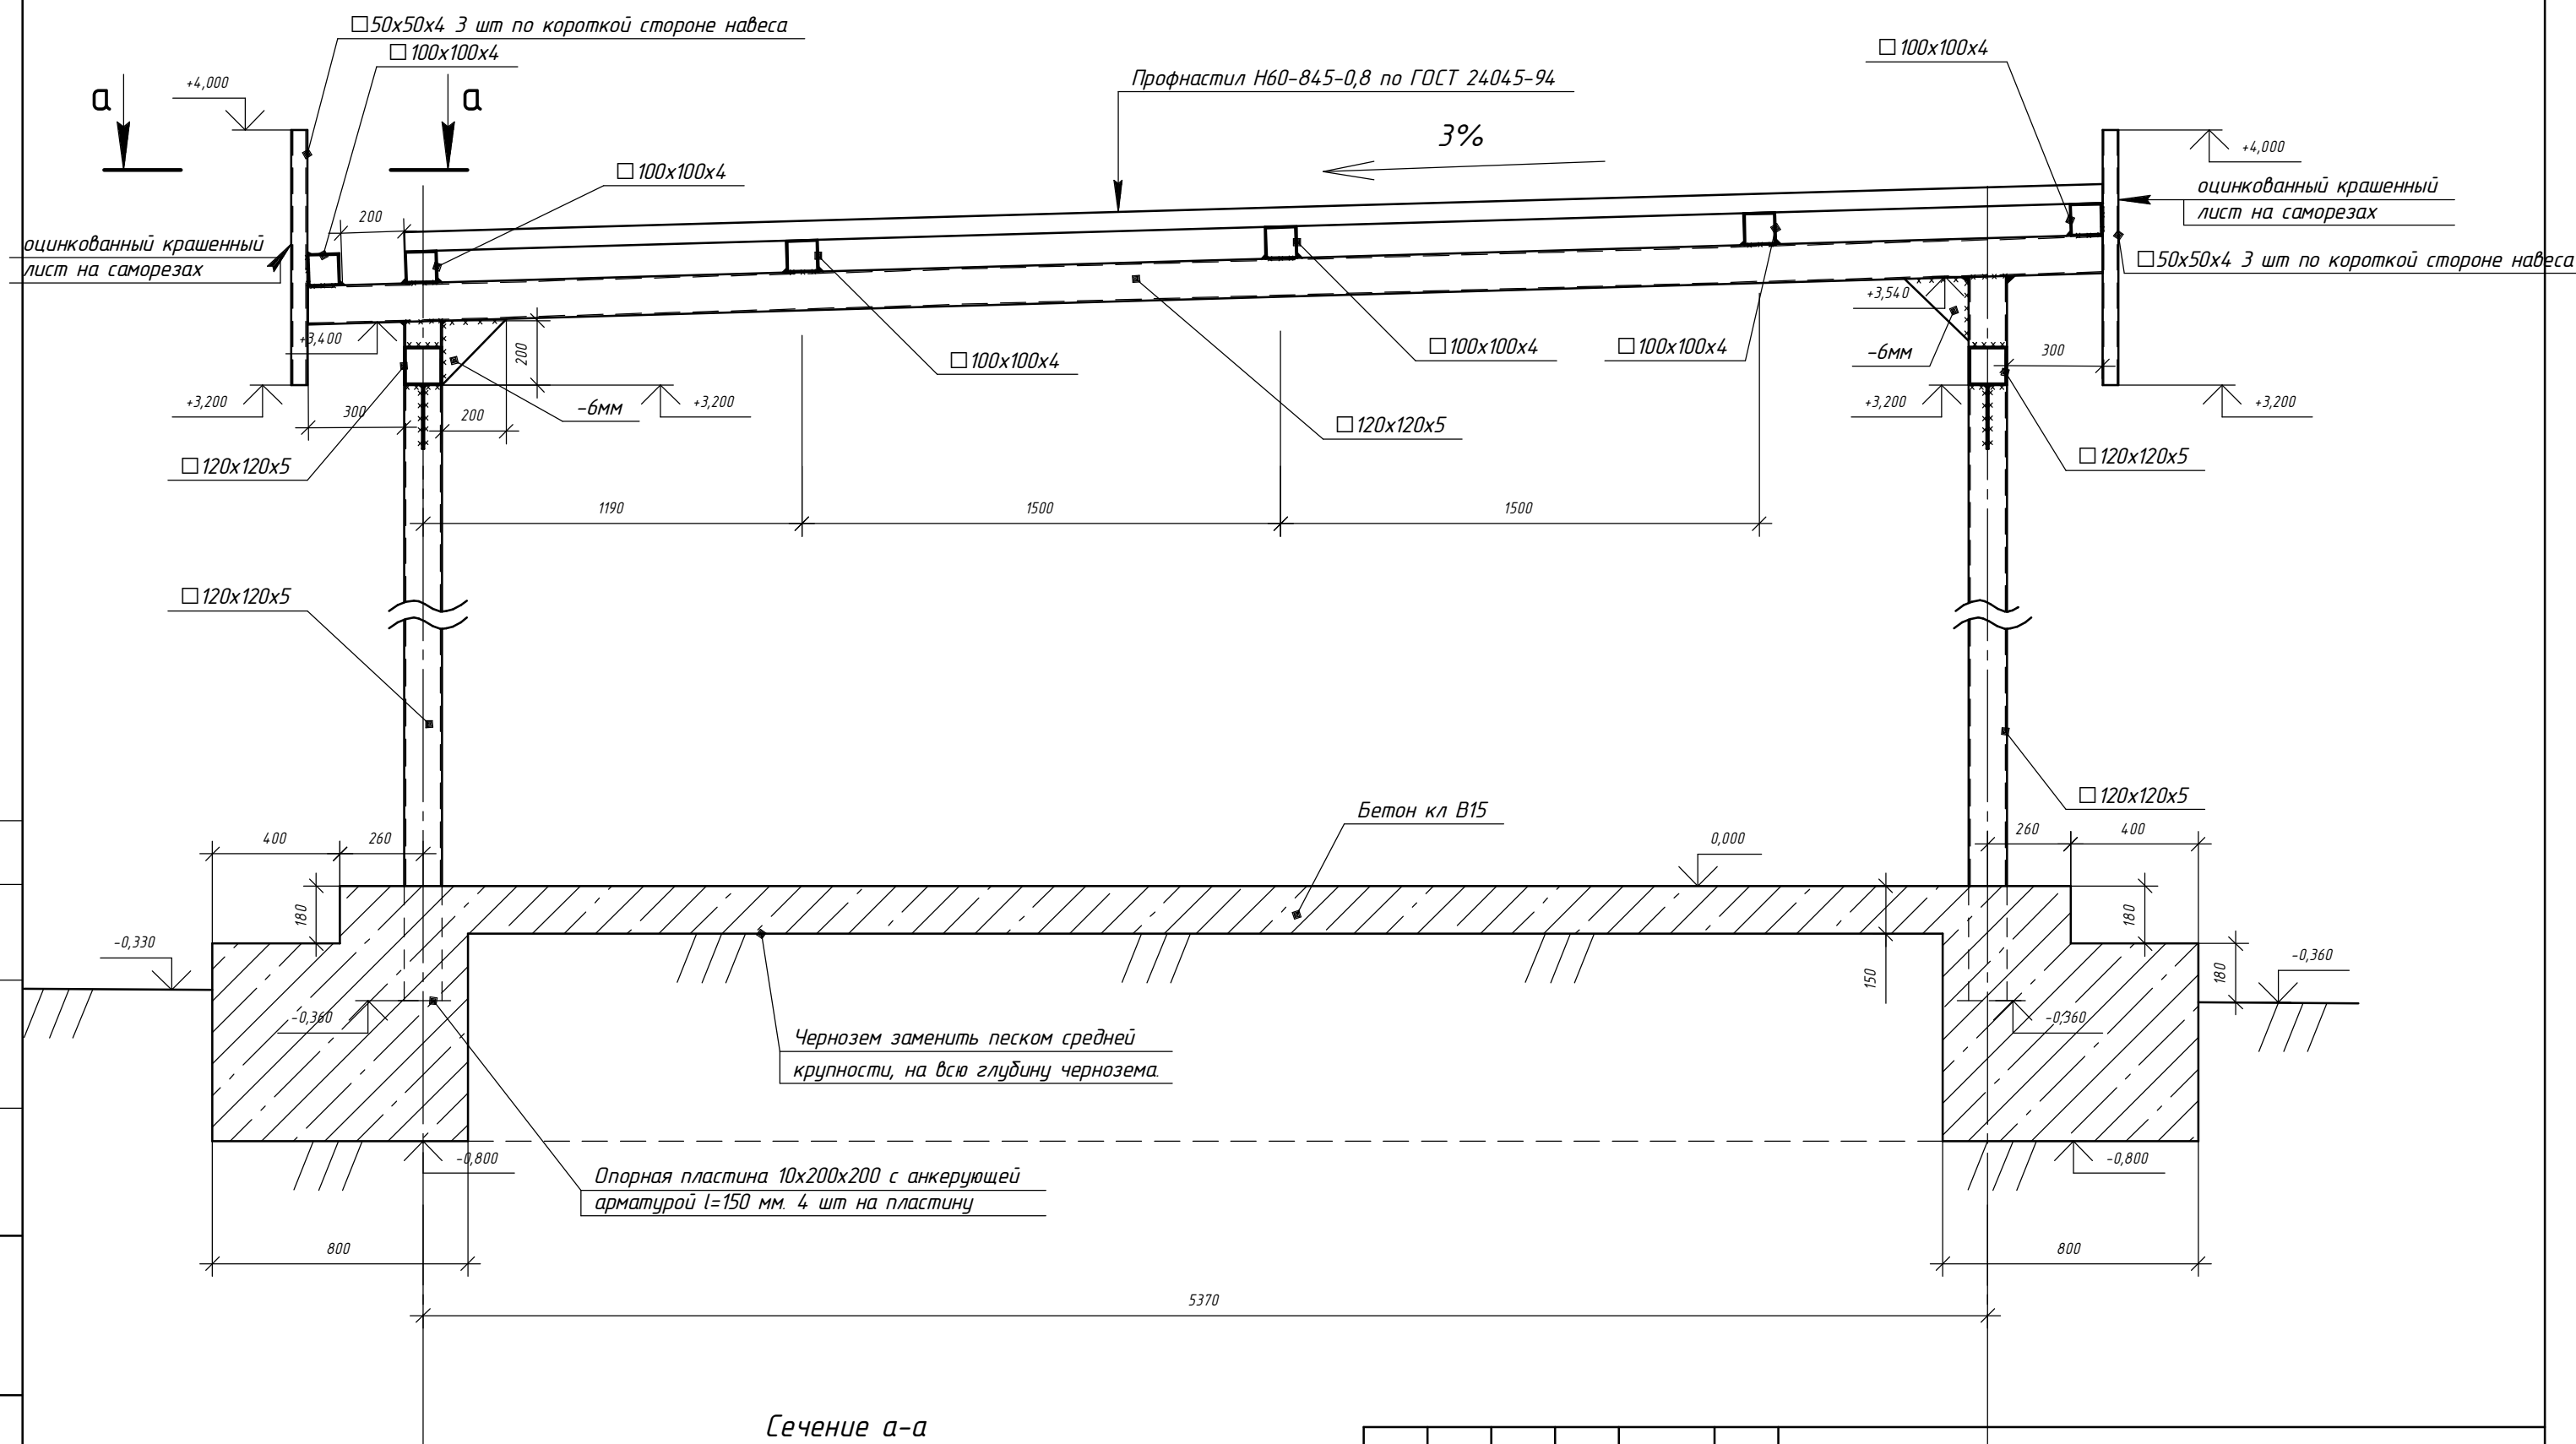 □50x50x4 3 шт по короткой стороне навеса
□100x100x4
□100x100x4
+4,000
Профнастил Н60-845-0,8 по ГОСТ 24045-94
а
а
3%
+4,000
□100x100x4
оцинкованный крашенный
лист на саморезах
200
оцинкованный крашенный
лист на саморезах
□50x50x4 3 шт по короткой стороне навеса
+3,540
+3,400
200
□100x100x4
□100x100x4
□100x100x4
-6мм
300
+3,200
300
200
-6мм
+3,200
+3,200
+3,200
□120x120x5
□120x120x5
□120x120x5
1190
1500
1500
□120x120x5
□120x120x5
Бетон кл В15
400
260
0,000
260
400
180
180
-0,330
150
180
-0,360
-0,360
-0,360
Чернозем заменить песком средней
крупности, на всю глубину чернозема.
-0,800
-0,800
Опорная пластина 10x200x200 с анкерующей
арматурой l=150 мм. 4 шт на пластину
800
800
5370
Сечение а-а